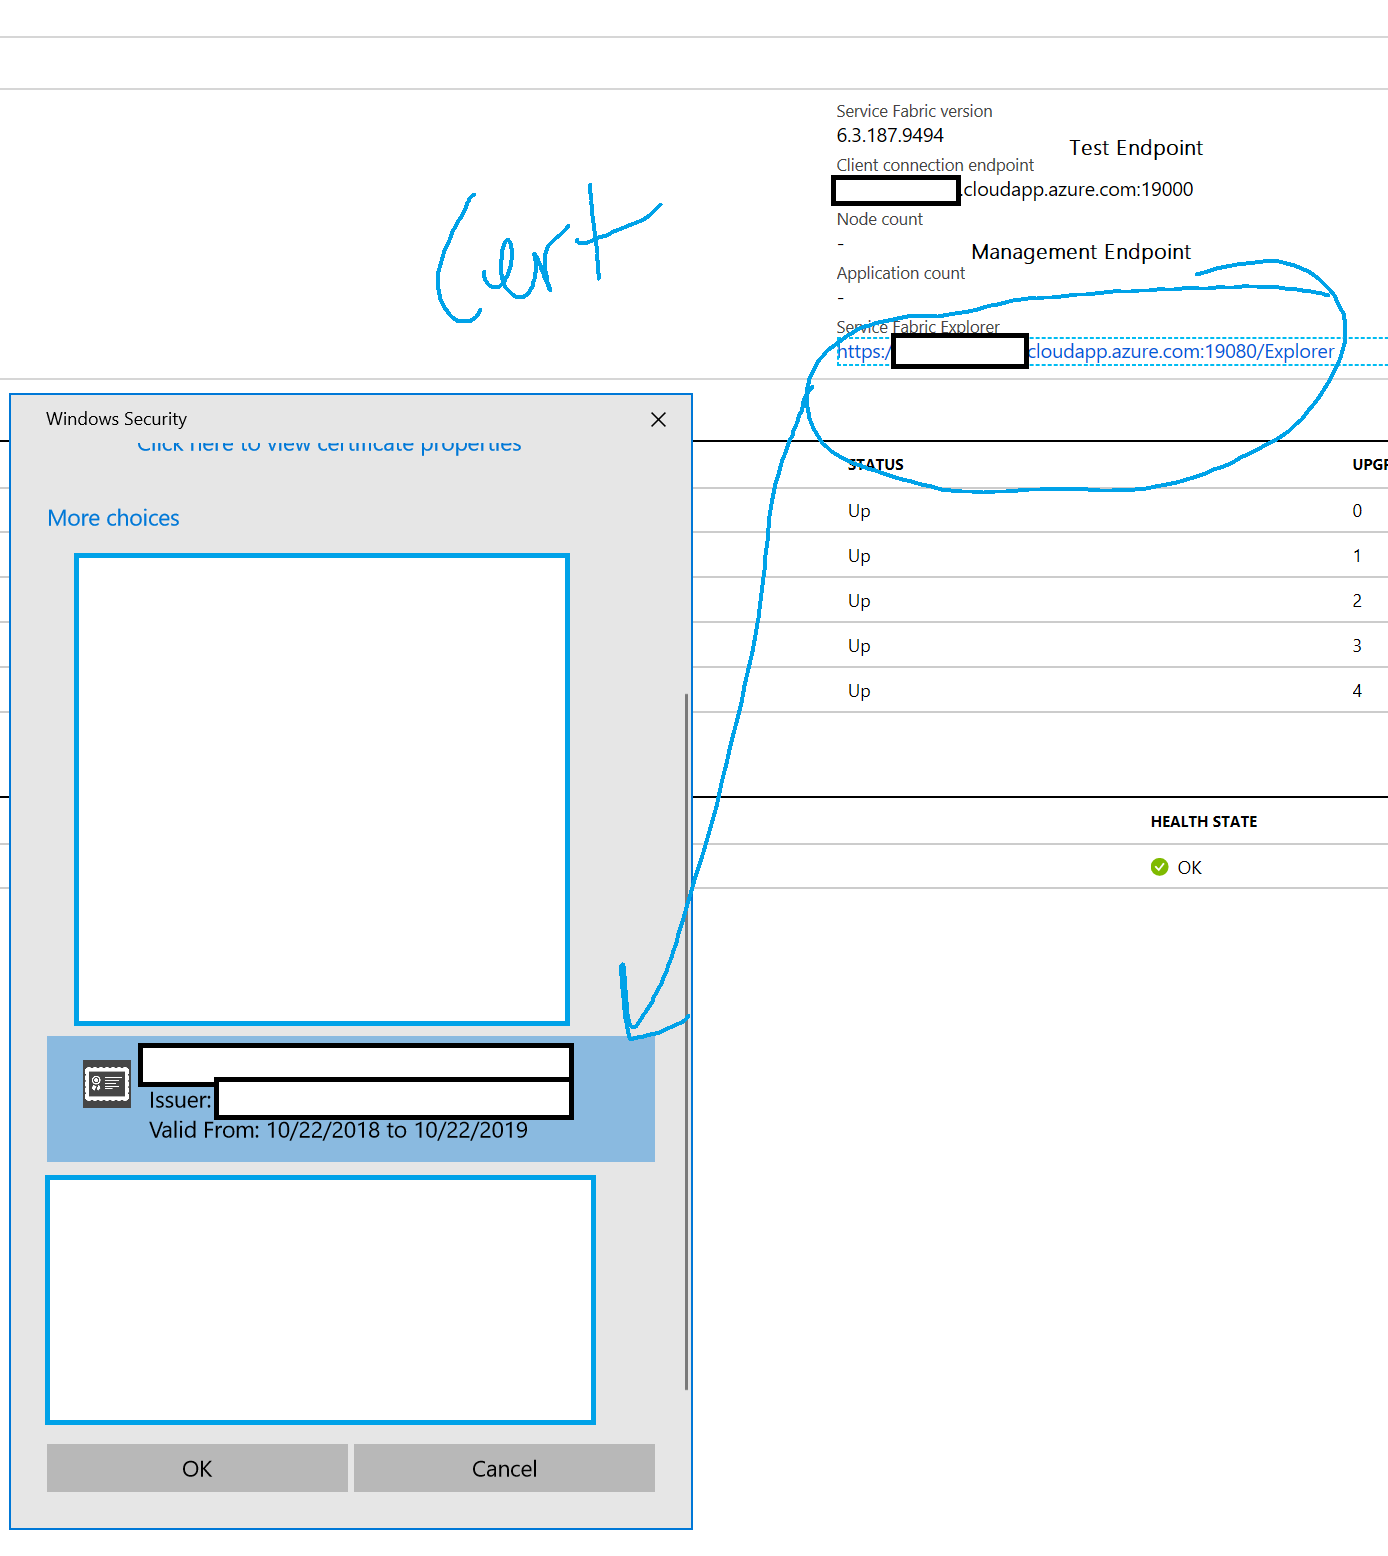 Service Fabric version
6.3.187.9494
Test Endpoint
Client connection endpoint
.cloudapp.azure.com:19000
Node count
-
Management Endpoint
Application count
-
Service Fabric Explorer
https:/ cloudapp.azure.com:19080/Explorer
Cert
Windows Security
Click here to view certificate properties
More choices
Issuer:
Valid From: 10/22/2018 to 10/22/2019
OK Cancel
STATUS UPGR
Up 0
Up 1
Up 2
Up 3
Up 4
HEALTH STATE
OK